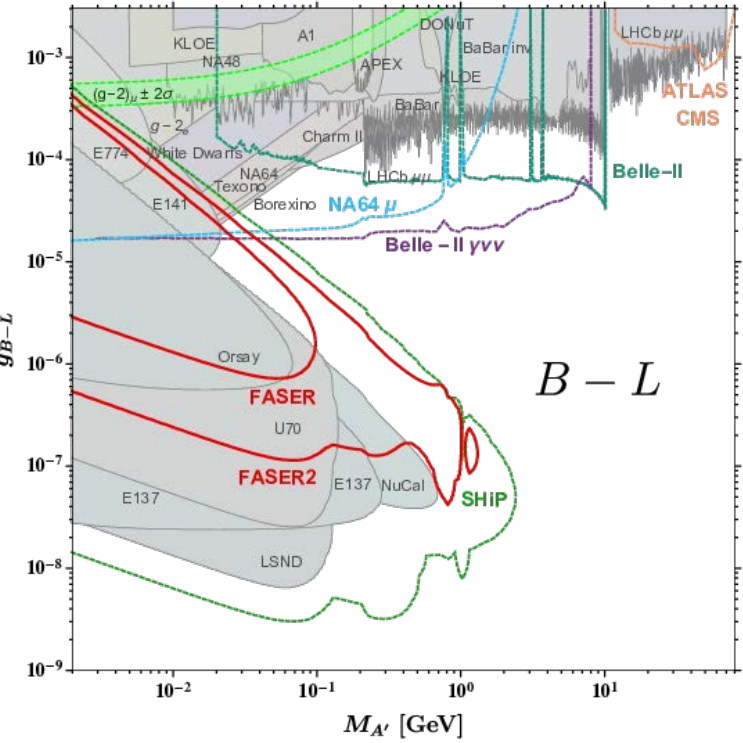 DONuT
KLOE
A1
LHCb μμ
BaBar inv
NA48
APEX
KLOE
10⁻³
(g−2)μ ± 2σ
ATLAS
CMS
BaBar
g − 2ₑ
Charm II
E774
White Dwarfs
10⁻⁴
NA64
LHCb μμ
Belle−II
Texono
E141
Borexino
NA64 μ
Belle − II γνν
10⁻⁵
g_B−L
Orsay
10⁻⁶
B − L
FASER
U70
10⁻⁷
FASER2
E137
E137
NuCal
SHiP
LSND
10⁻⁸
10⁻⁹
10⁻² 10⁻¹ 10⁰ 10¹
M_A′ [GeV]